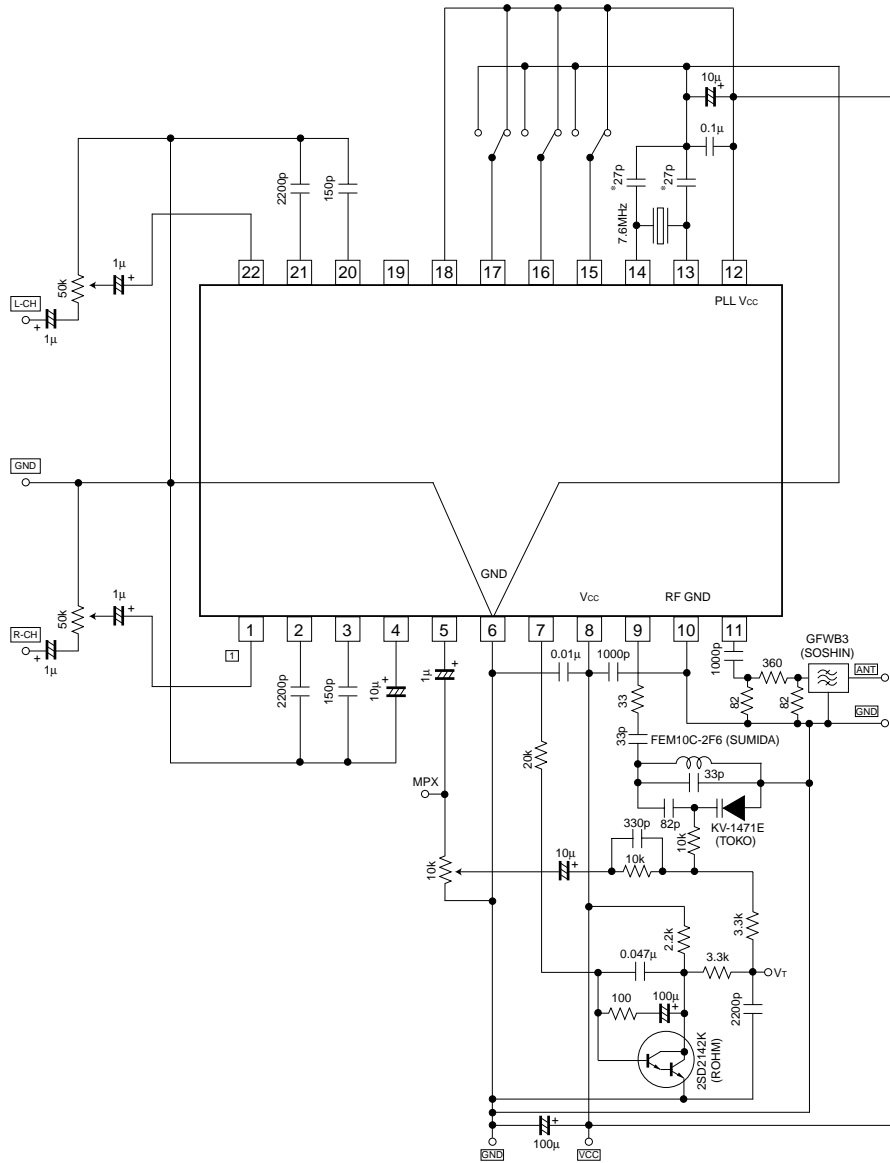 10µ
+
0.1µ
*27p
*27p
7.6MHz
2200p
150p
1µ
+
50k
L-CH
+
1µ
22
21
20
19
18
17
16
15
14
13
12
PLL VCC
GND
GND
VCC
RF GND
1µ
+
50k
R-CH
+
1µ
1
2
3
4
5
6
7
8
9
10
11
1
2200p
150p
10µ
+
1µ
+
0.01µ
1000p
1000p
GFWB3
(SOSHIN)
ANT
360
82
82
GND
33
33p
FEM10C-2F6 (SUMIDA)
33p
20k
MPX
82p
KV-1471E
(TOKO)
10k
330p
10µ
+
10k
10k
2.2k
3.3k
0.047µ
3.3k
VT
100
100µ
+
2200p
2SD2142K
(ROHM)
+
100µ
GND
VCC